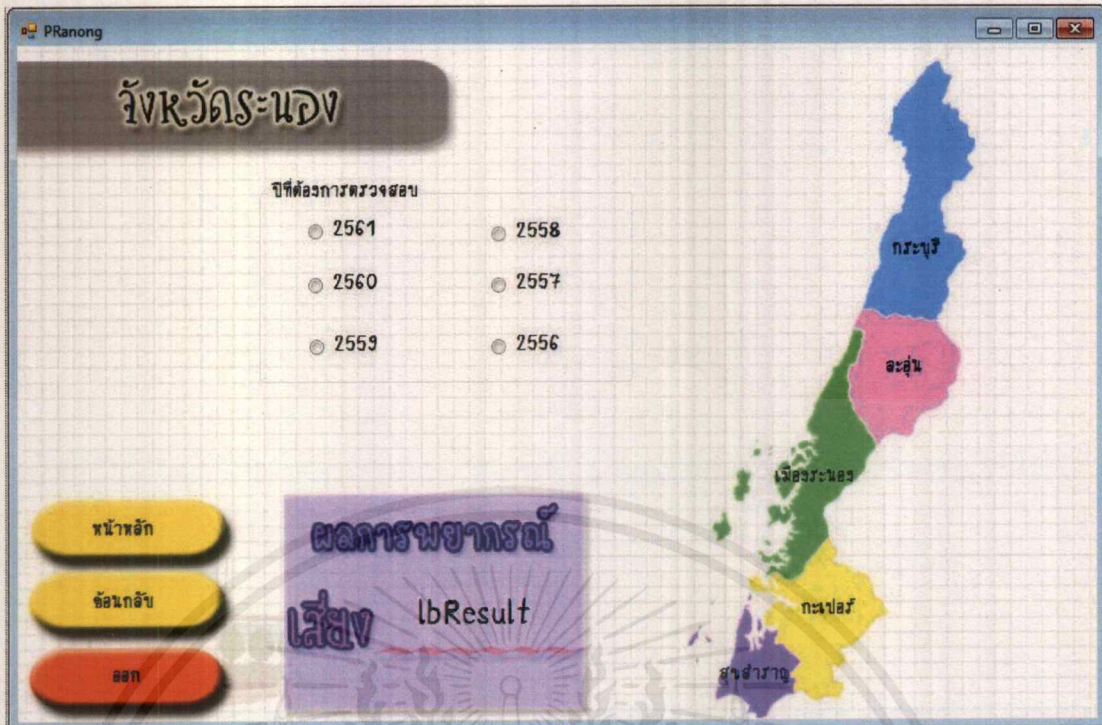 PRanong
จังหวัดระนอง
ปีที่ต้องการตรวจสอบ
2561 2558
2560 2557
2559 2556
กระบุรี
ละอุ่น
เมืองระนอง
กะเปอร์
สุขสำราญ
หน้าหลัก
ย้อนกลับ
ออก
ผลการพยากรณ์
เสี่ยง lbResult